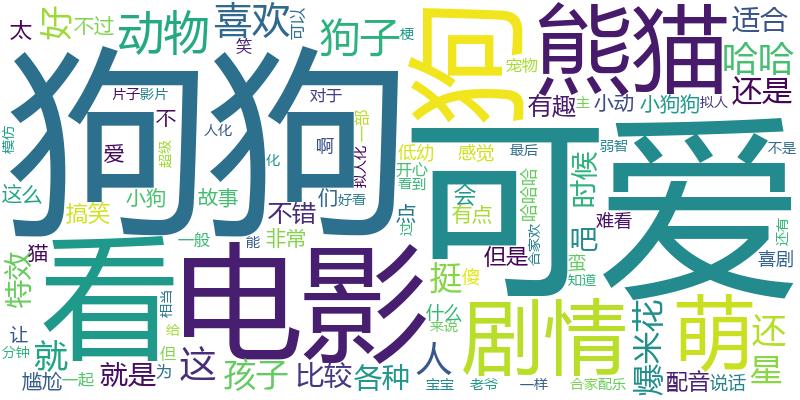 太
好
不过
动物
喜欢
笑
可以
狗子
梗
狗
宠物
熊猫
适合
哈哈
还是
片子
影片
对于
有趣
小动
小狗狗
拟人
主
狗狗
模仿
爱
不
超级
人化
化
啊
拟人化
低幼
感觉
最后
时候
弱智
不是
可爱
这么
小狗
故事
们
好看
开心
看到
会
哈哈哈
搞笑
不错
点
过
有点
合家欢
吧
难看
还有
猫
一般
能
非常
但是
蛮
知道
喜剧
特效
看
相当
电影
挺
傻
剧情
爆米花
萌
还
让
就
给
这
什么
来说
人
星
分钟
但
尴尬
一起
就是
为
孩子
比较
各种
宝宝
老爷
一样
合家
配乐
配音
说话